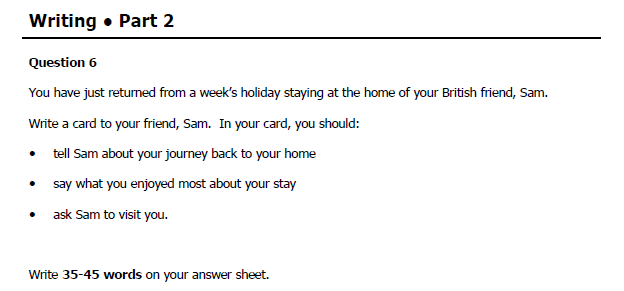 Writing ● Part 2
Question 6
You have just returned from a week's holiday staying at the home of your British friend, Sam.
Write a card to your friend, Sam.  In your card, you should:
• tell Sam about your journey back to your home
• say what you enjoyed most about your stay
• ask Sam to visit you.
Write 35-45 words on your answer sheet.